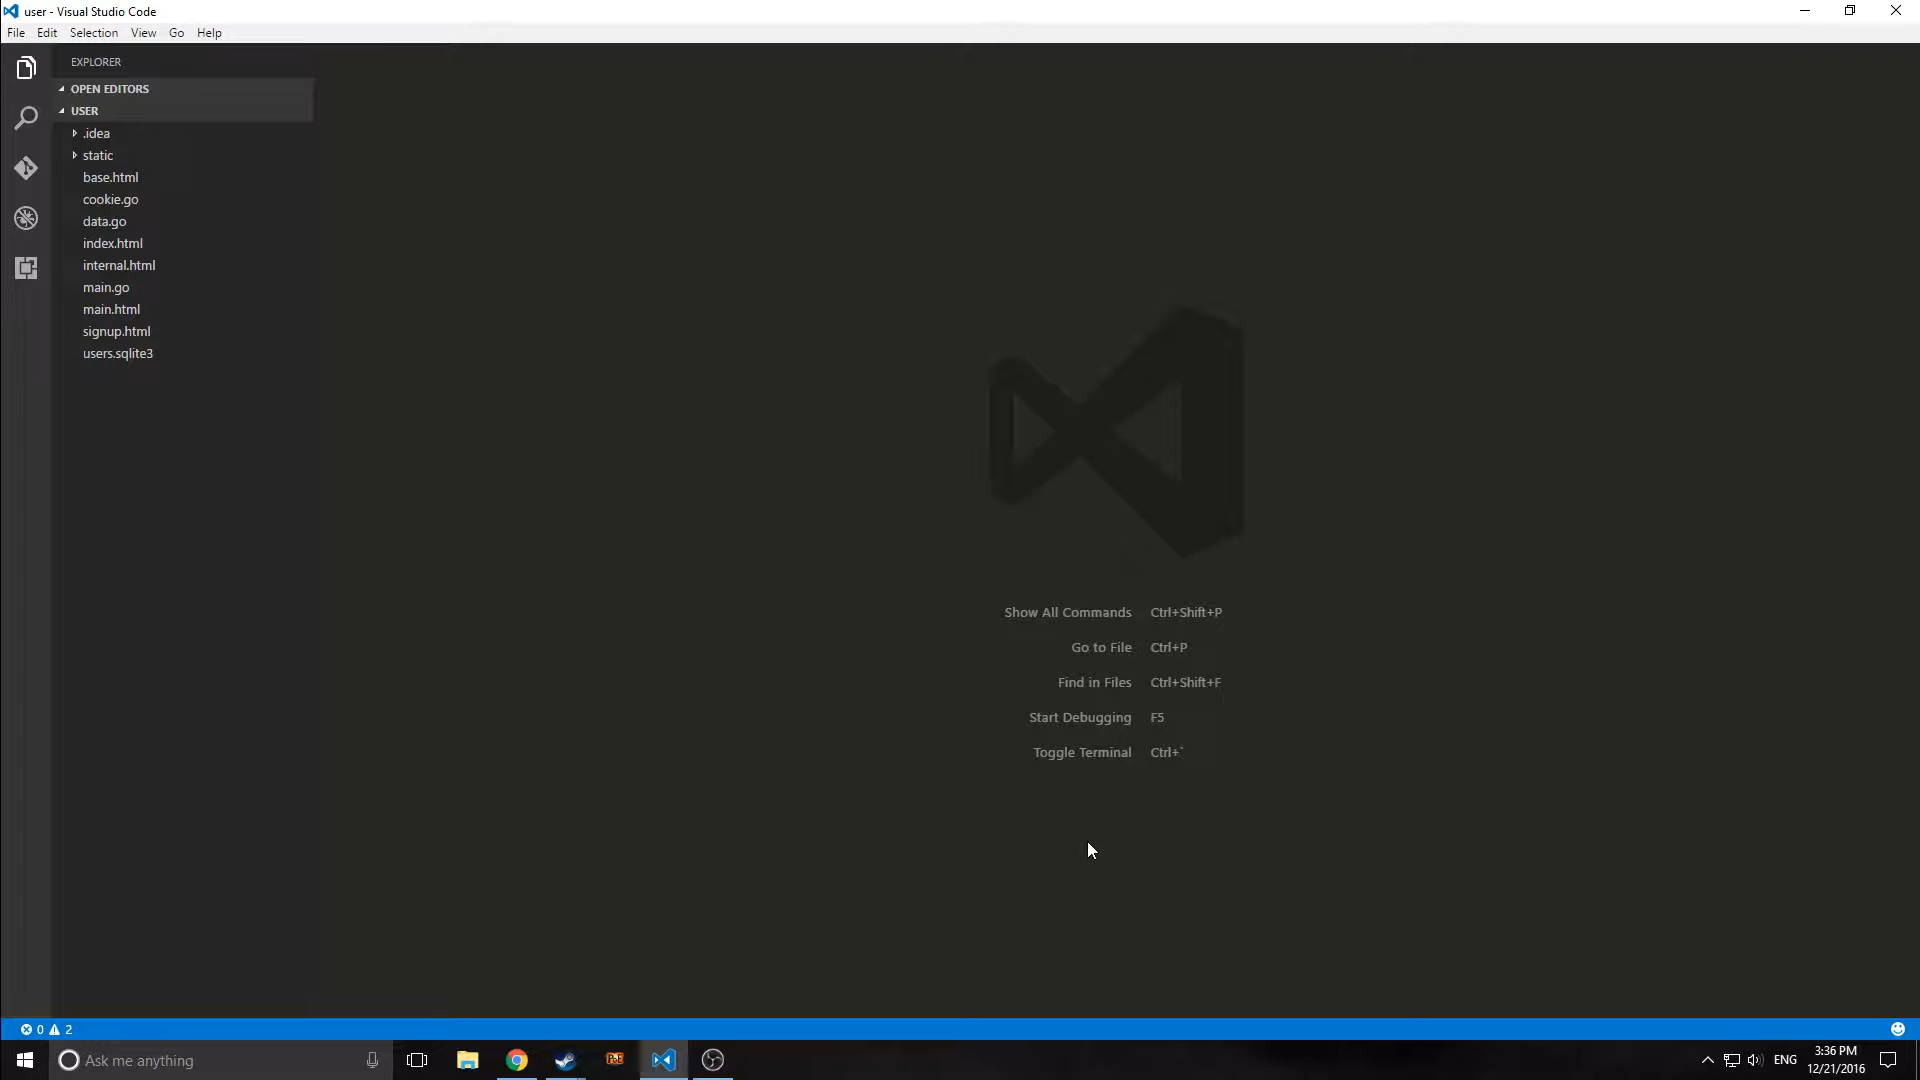 user - Visual Studio Code
File Edit Selection View Go Help
EXPLORER
OPEN EDITORS
USER
.idea
static
base.html
cookie.go
data.go
index.html
internal.html
main.go
main.html
signup.html
users.sqlite3
Show All Commands Ctrl+Shift+P
Go to File Ctrl+P
Find in Files Ctrl+Shift+F
Start Debugging F5
Toggle Terminal Ctrl+`
0 2
Ask me anything
PoE
ENG
3:36 PM
12/21/2016